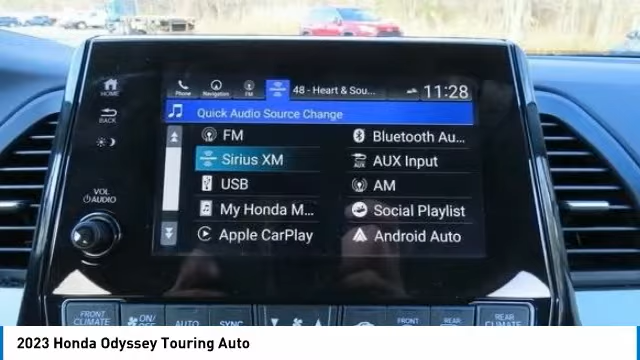 HOME
BACK
VOL
AUDIO
Phone
Navigation
FM
48 - Heart & Sou...
11:28
Quick Audio Source Change
FM
Bluetooth Au...
Sirius XM
AUX Input
USB
AM
My Honda M...
Social Playlist
Apple CarPlay
Android Auto
FRONT CLIMATE
ON/OFF
AUTO
SYNC
FRONT
REAR
REAR CLIMATE
2023 Honda Odyssey Touring Auto